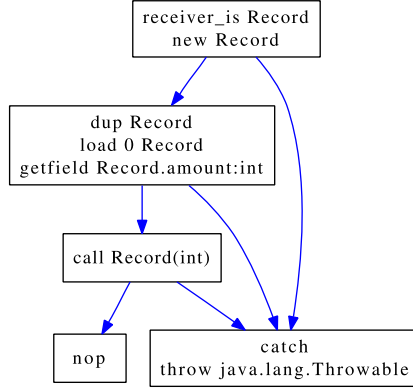 receiver_is Record
new Record
dup Record
load 0 Record
getfield Record.amount:int
call Record(int)
nop
catch
throw java.lang.Throwable